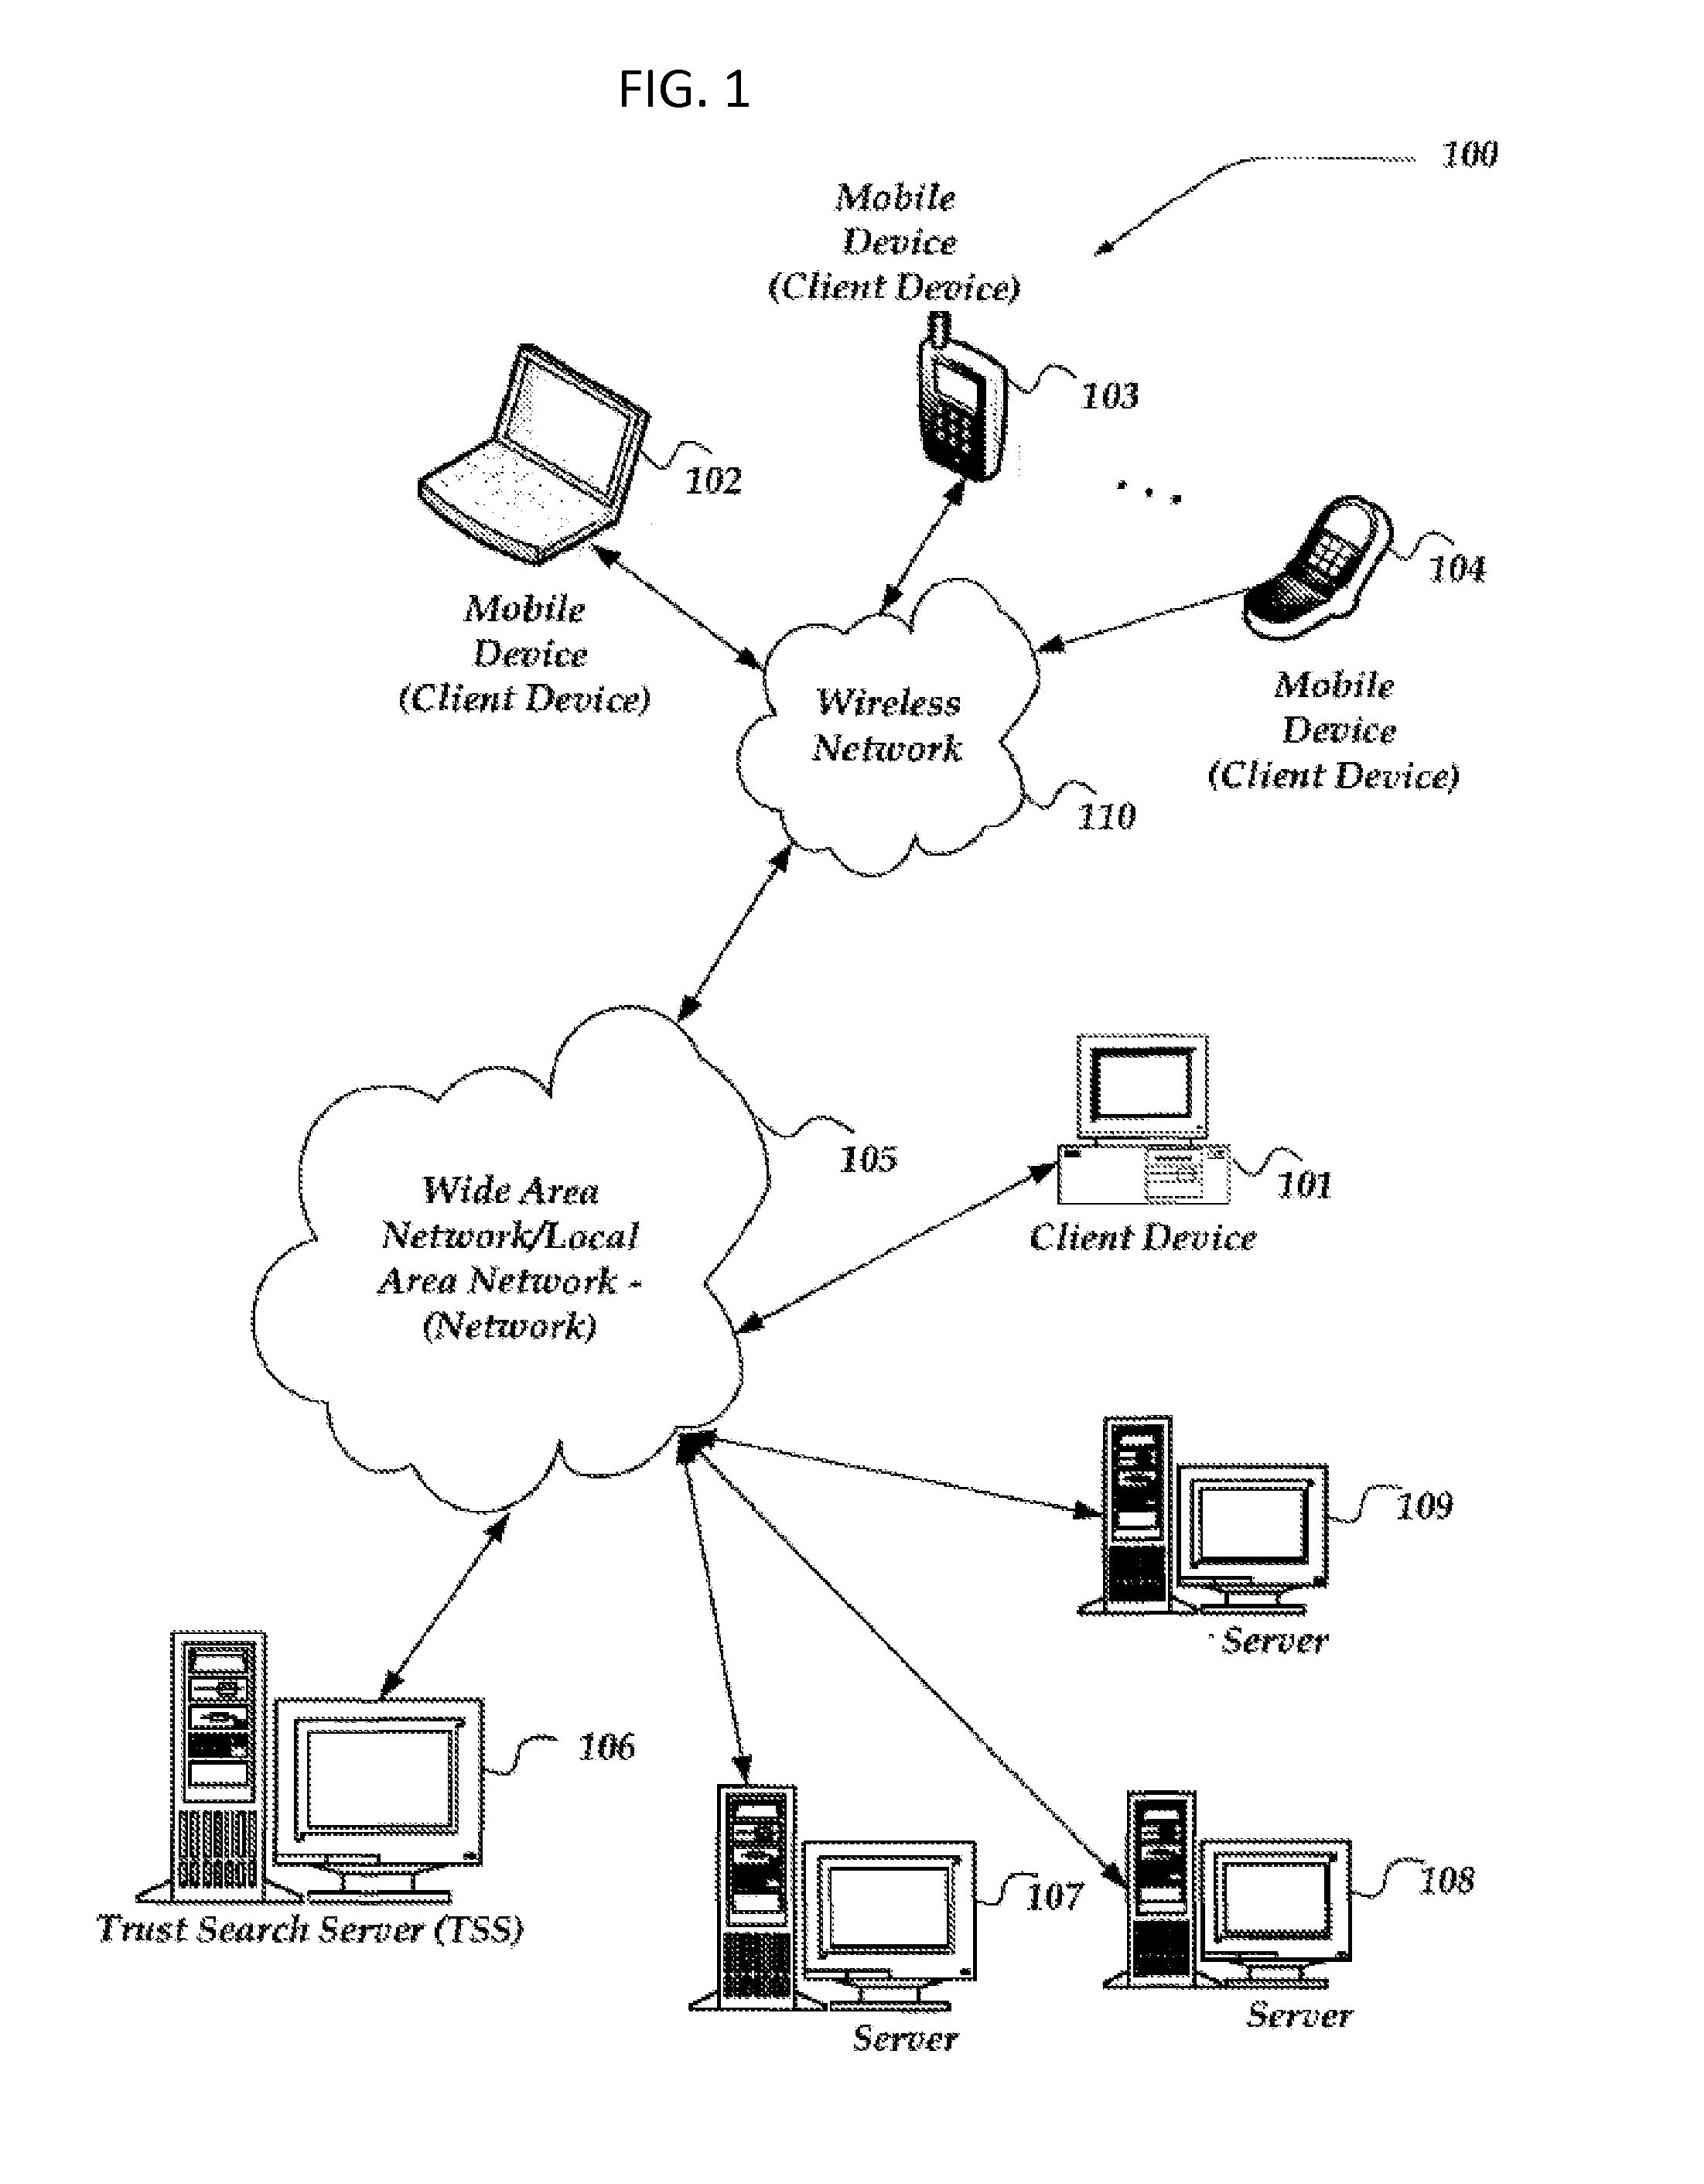 FIG. 1
100
Mobile
Device
(Client Device)
103
102
104
Mobile
Device
(Client Device)
Wireless
Network
Mobile
Device
(Client Device)
110
105
Wide Area
Network/Local
Area Network -
(Network)
101
Client Device
109
Server
106
Trust Search Server (TSS)
107
Server
108
Server